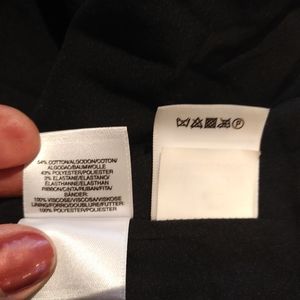 54% COTTON/ALGODON/COTON/
ALGODAO/BAUMWOLLE
43% POLYESTER/POLIESTER
3% ELASTANE/ELASTANO/
ELASTHANNE/ELASTHAN
RIBBON/CINTA/RUBAN/FITA/
BÄNDER:
100% VISCOSE/VISCOSA/VISKOSE
LINING/FORRO/DOUBLURE/FUTTER:
100% POLYESTER/POLIESTER
P